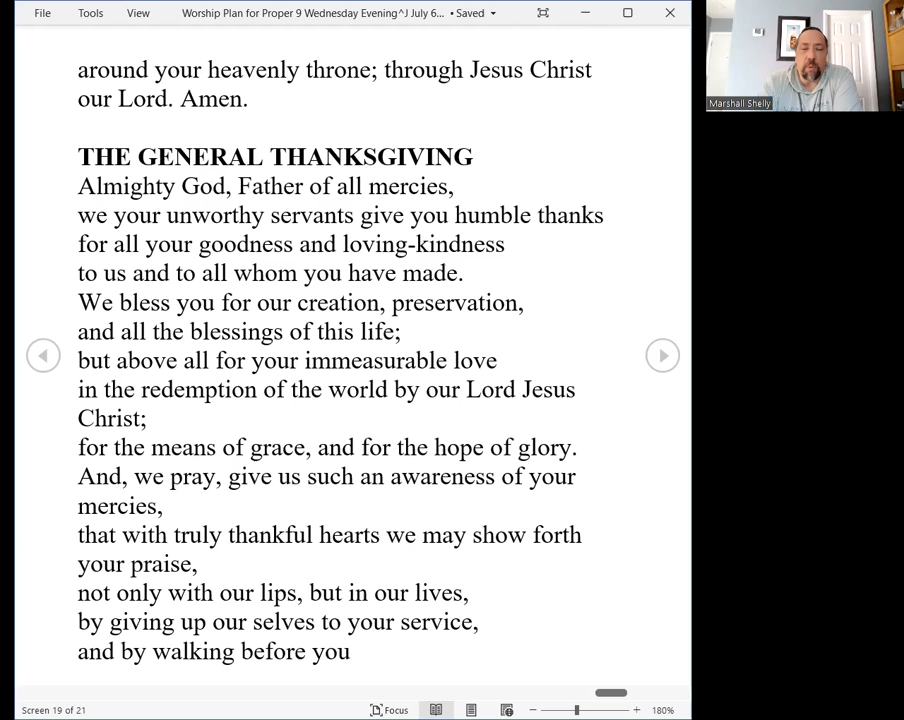 File Tools View Worship Plan for Proper 9 Wednesday Evening^J July 6... • Saved
around your heavenly throne; through Jesus Christ
our Lord. Amen.
THE GENERAL THANKSGIVING
Almighty God, Father of all mercies,
we your unworthy servants give you humble thanks
for all your goodness and loving-kindness
to us and to all whom you have made.
We bless you for our creation, preservation,
and all the blessings of this life;
but above all for your immeasurable love
in the redemption of the world by our Lord Jesus
Christ;
for the means of grace, and for the hope of glory.
And, we pray, give us such an awareness of your
mercies,
that with truly thankful hearts we may show forth
your praise,
not only with our lips, but in our lives,
by giving up our selves to your service,
and by walking before you
Screen 19 of 21 Focus 180%
Marshall Shelly